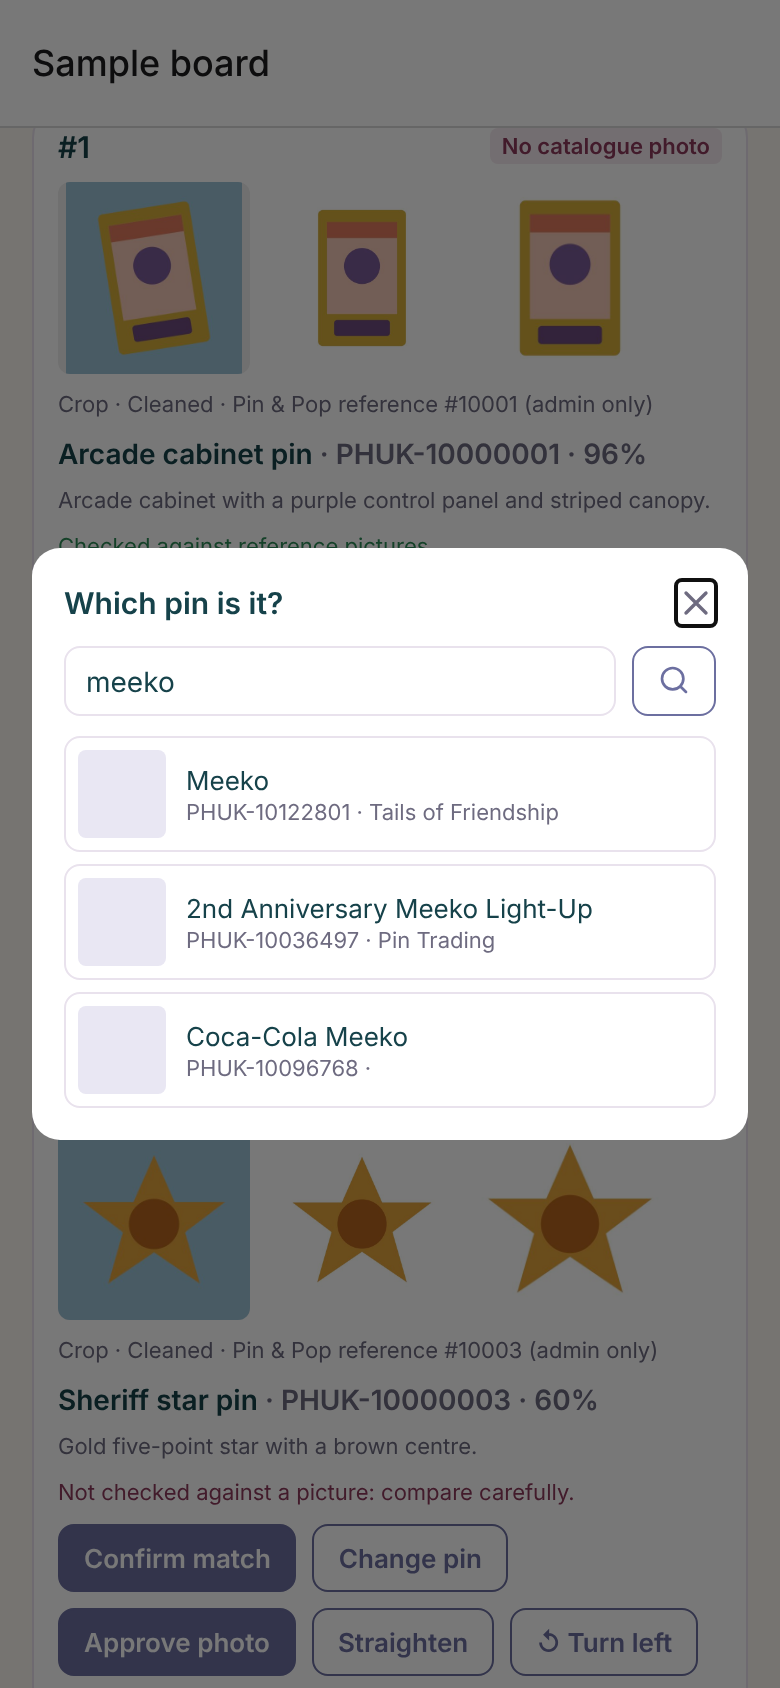 Sample board
#1
No catalogue photo
Crop · Cleaned · Pin & Pop reference #10001 (admin only)
Arcade cabinet pin · PHUK-10000001 · 96%
Arcade cabinet with a purple control panel and striped canopy.
Checked against reference pictures
Which pin is it?
meeko
Meeko
PHUK-10122801 · Tails of Friendship
2nd Anniversary Meeko Light-Up
PHUK-10036497 · Pin Trading
Coca-Cola Meeko
PHUK-10096768 ·
Crop · Cleaned · Pin & Pop reference #10003 (admin only)
Sheriff star pin · PHUK-10000003 · 60%
Gold five-point star with a brown centre.
Not checked against a picture: compare carefully.
Confirm match
Change pin
Approve photo
Straighten
Turn left